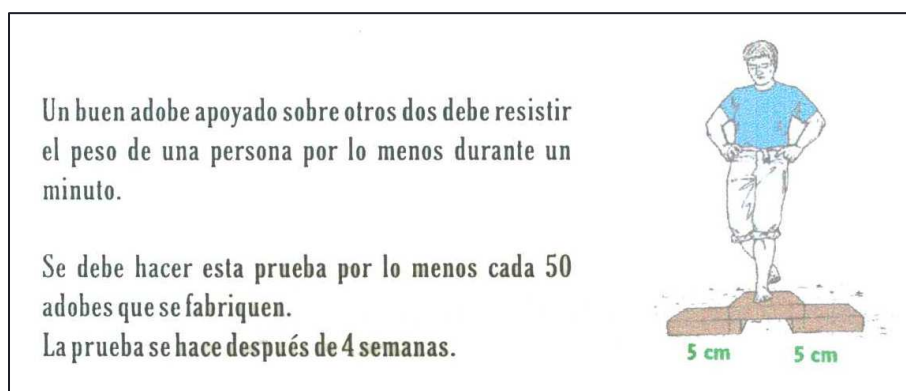 Un buen adobe apoyado sobre otros dos debe resistir
el peso de una persona por lo menos durante un
minuto.
Se debe hacer esta prueba por lo menos cada 50
adobes que se fabriquen.
La prueba se hace después de 4 semanas.
5 cm 5 cm